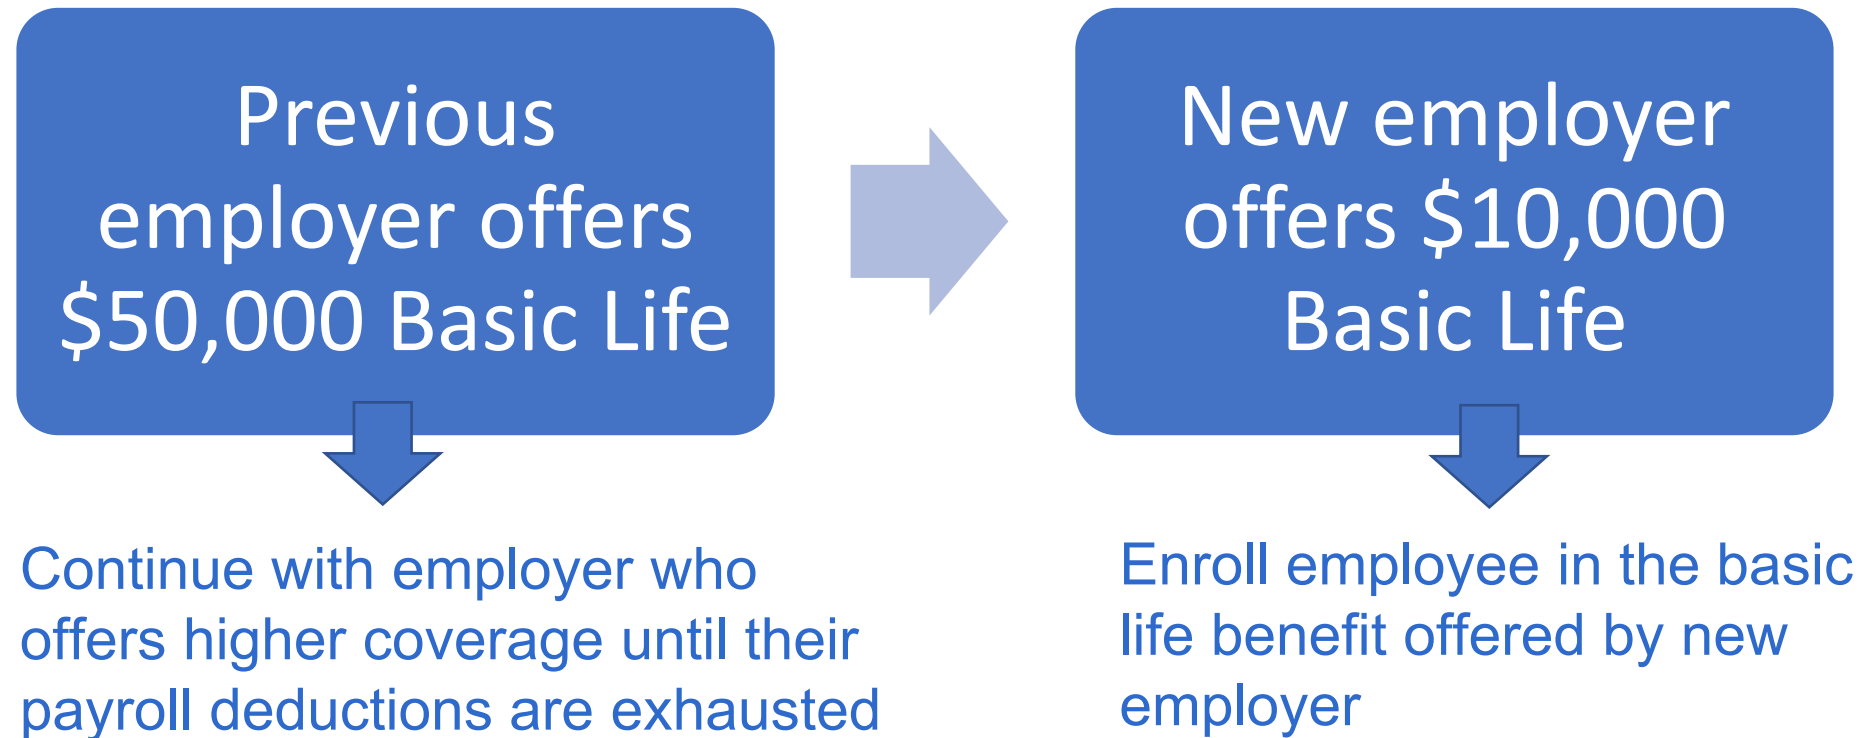 Previous
employer offers
$50,000 Basic Life
New employer
offers $10,000
Basic Life
Continue with employer who
offers higher coverage until their
payroll deductions are exhausted
Enroll employee in the basic
life benefit offered by new
employer